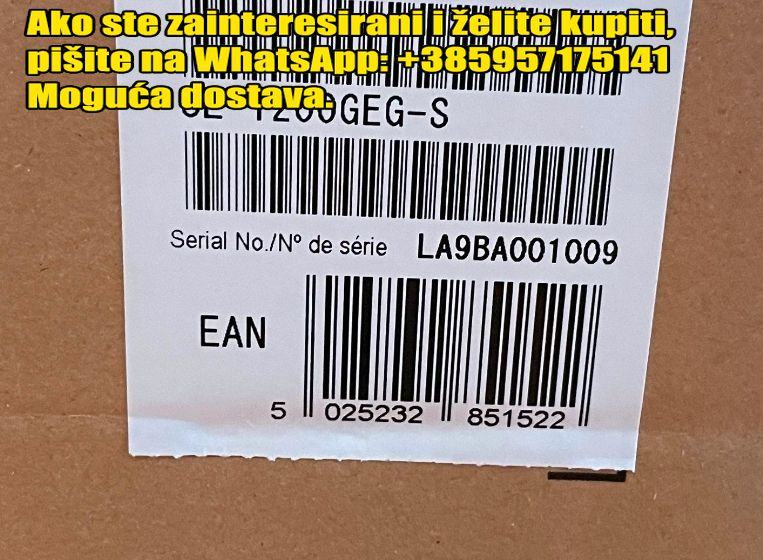 Ako ste zainteresirani i želite kupiti,
pišite na WhatsApp: +385957175141
Moguća dostava.
1200GEG-S
Serial No./Nº de série LA9BA001009
EAN
5 025232 851522